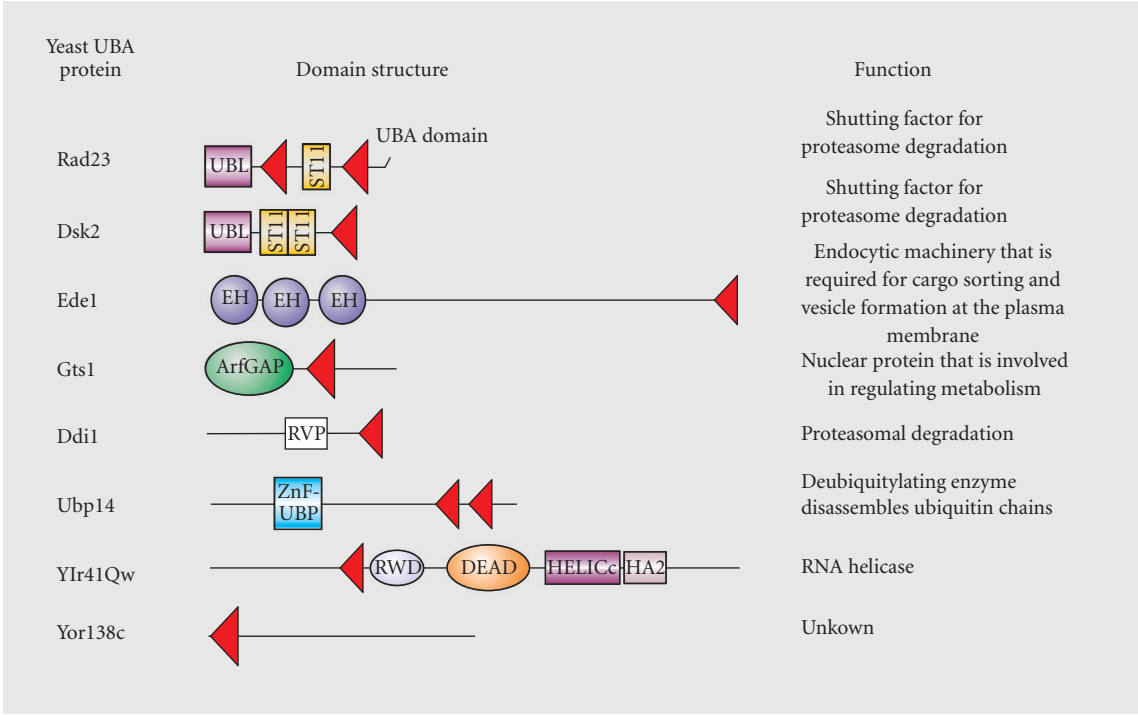 Yeast UBA
protein
Domain structure
Function
Rad23
UBL
ST11
UBA domain
Shutting factor for
proteasome degradation
Dsk2
UBL
ST11
ST11
Shutting factor for
proteasome degradation
Ede1
EH
EH
EH
Endocytic machinery that is
required for cargo sorting and
vesicle formation at the plasma
membrane
Gts1
ArfGAP
Nuclear protein that is involved
in regulating metabolism
Ddi1
RVP
Proteasomal degradation
Ubp14
ZnF-
UBP
Deubiquitylating enzyme
disassembles ubiquitin chains
YIr41Qw
RWD
DEAD
HELICc
HA2
RNA helicase
Yor138c
Unkown